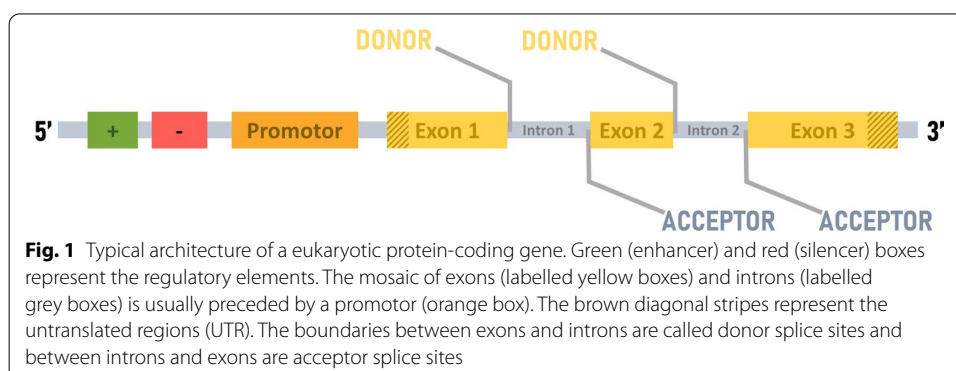 DONOR DONOR
5' + - Promotor Exon 1 Intron 1 Exon 2 Intron 2 Exon 3 3'
ACCEPTOR ACCEPTOR
Fig. 1 Typical architecture of a eukaryotic protein-coding gene. Green (enhancer) and red (silencer) boxes
represent the regulatory elements. The mosaic of exons (labelled yellow boxes) and introns (labelled
grey boxes) is usually preceded by a promotor (orange box). The brown diagonal stripes represent the
untranslated regions (UTR). The boundaries between exons and introns are called donor splice sites and
between introns and exons are acceptor splice sites